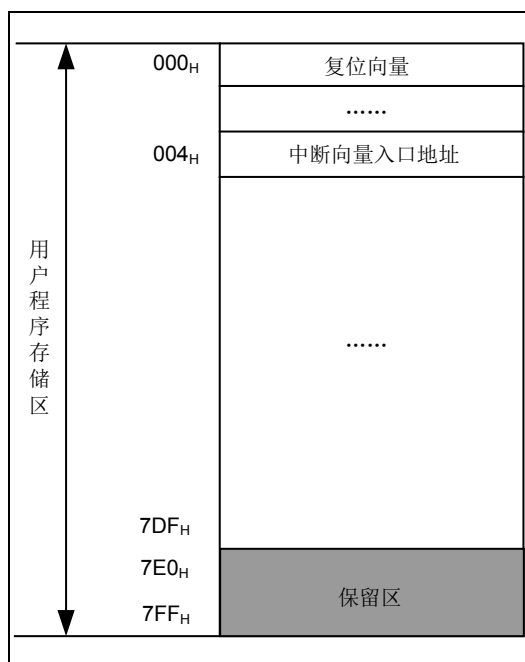 000H 复位向量
......
004H 中断向量入口地址
用户程序存储区
......
7DFH
7E0H
保留区
7FFH